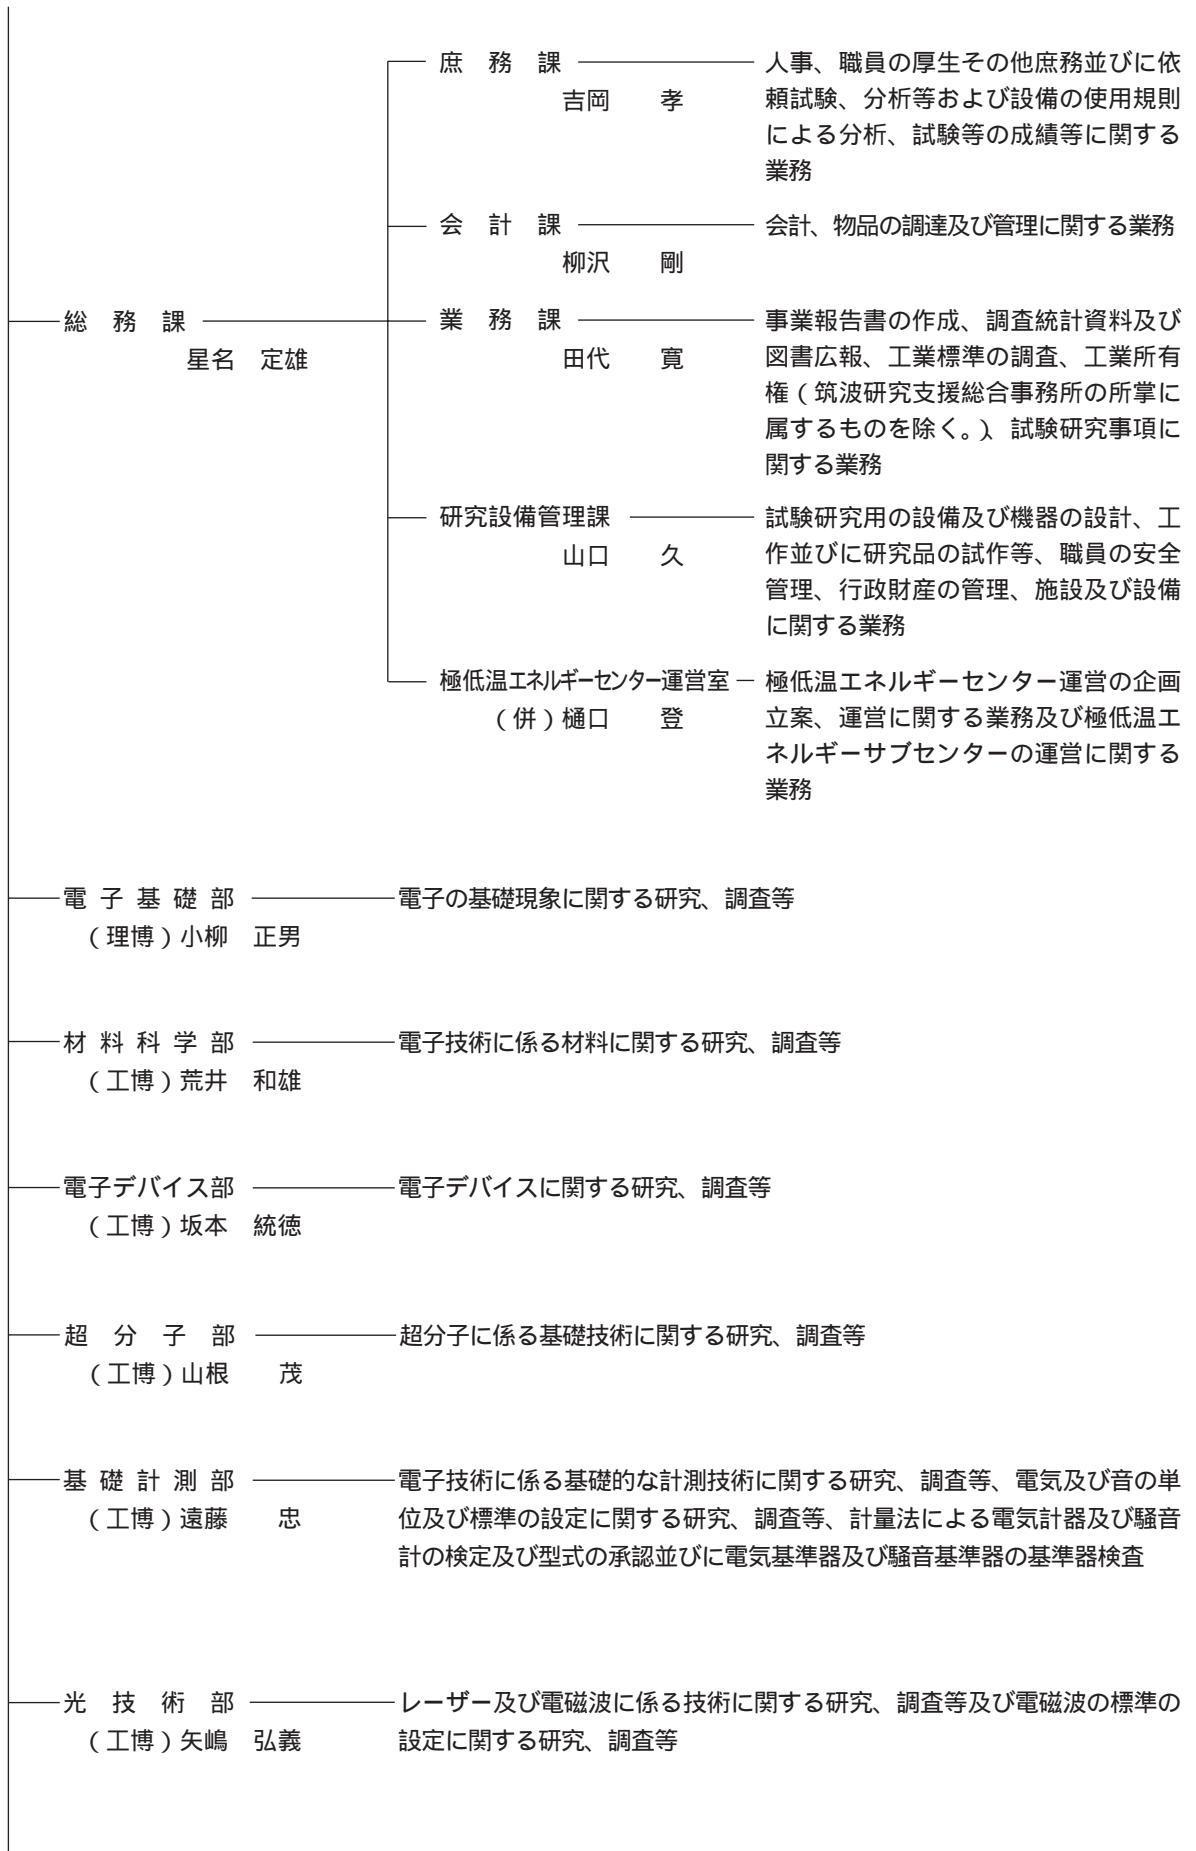 庶務課 人事、職員の厚生その他庶務並びに依
吉岡 孝 頼試験、分析等および設備の使用規則
による分析、試験等の成績等に関する
業務
会計課 会計、物品の調達及び管理に関する業務
柳沢 剛
総務課 業務課 事業報告書の作成、調査統計資料及び
星名 定雄 田代 寛 図書広報、工業標準の調査、工業所有
権(筑波研究支援総合事務所の所掌に
属するものを除く。)、試験研究事項に
関する業務
研究設備管理課 試験研究用の設備及び機器の設計、工
山口 久 作並びに研究品の試作等、職員の安全
管理、行政財産の管理、施設及び設備
に関する業務
極低温エネルギーセンター運営室 極低温エネルギーセンター運営の企画
(併)樋口 登 立案、運営に関する業務及び極低温エ
ネルギーサブセンターの運営に関する
業務
電子基礎部 電子の基礎現象に関する研究、調査等
(理博)小柳 正男
材料科学部 電子技術に係る材料に関する研究、調査等
(工博)荒井 和雄
電子デバイス部 電子デバイスに関する研究、調査等
(工博)坂本 統徳
超分子部 超分子に係る基礎技術に関する研究、調査等
(工博)山根 茂
基礎計測部 電子技術に係る基礎的な計測技術に関する研究、調査等、電気及び音の単
(工博)遠藤 忠 位及び標準の設定に関する研究、調査等、計量法による電気計器及び騒音
計の検定及び型式の承認並びに電気基準器及び騒音基準器の基準器検査
光技術部 レーザー及び電磁波に係る技術に関する研究、調査等及び電磁波の標準の
(工博)矢嶋 弘義 設定に関する研究、調査等